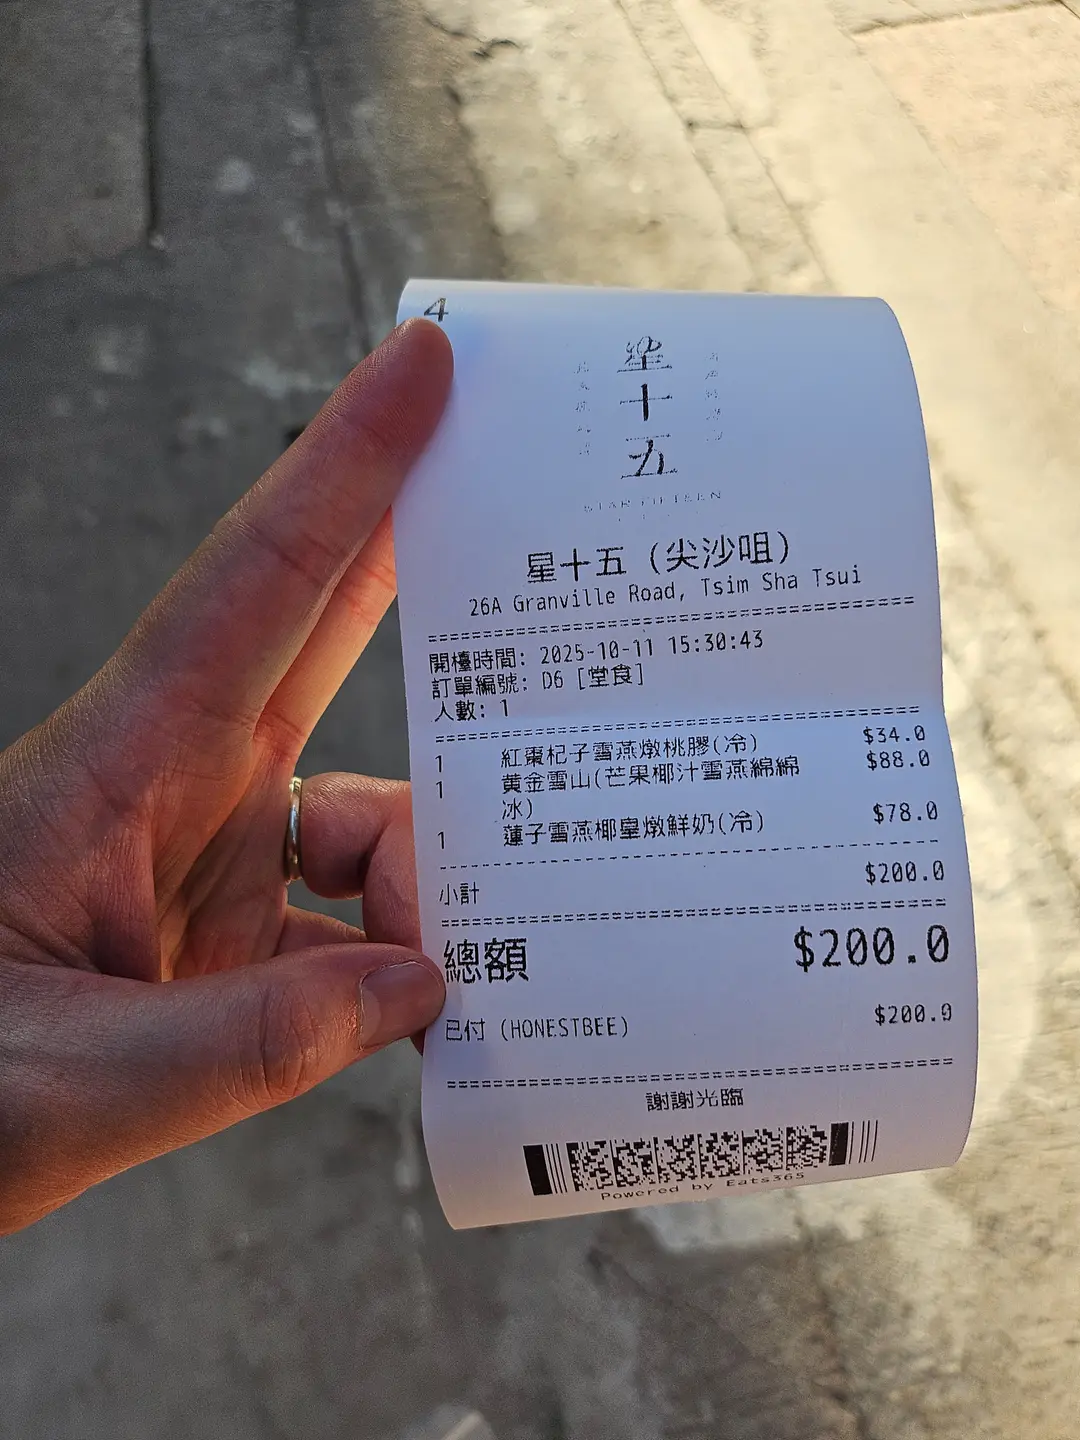 4
星
十
五
STAR FIFTEEN
星十五 (尖沙咀)
26A Granville Road, Tsim Sha Tsui
開檯時間: 2025-10-11 15:30:43
訂單編號: D6 [堂食]
人數: 1
1 紅棗杞子雪燕燉桃膠(冷) $34.0
1 黄金雪山(芒果椰汁雪燕綿綿 $88.0
冰)
1 蓮子雪燕椰皇燉鮮奶(冷) $78.0
小計 $200.0
總額 $200.0
已付 (HONESTBEE) $200.0
謝謝光臨
Powered by Eats365